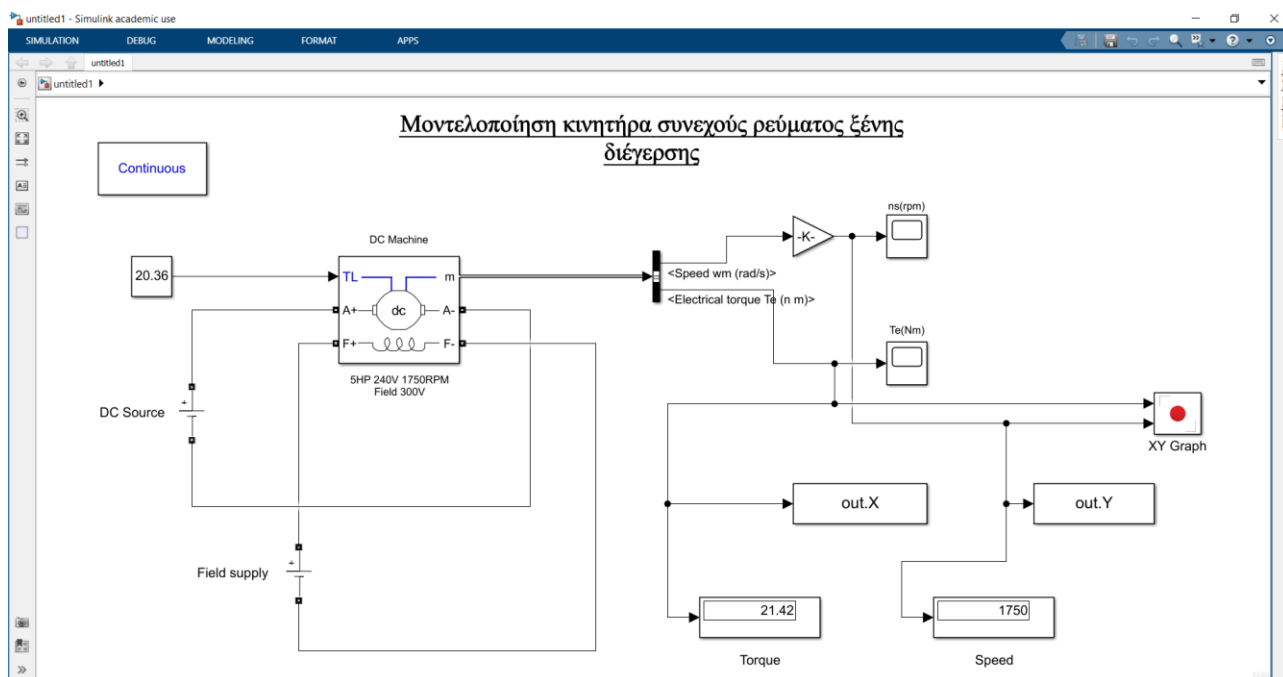 untitled1 - Simulink academic use
SIMULATION DEBUG MODELING FORMAT APPS
untitled1
untitled1
Μοντελοποίηση κινητήρα συνεχούς ρεύματος ξένης
διέγερσης
Continuous
ns(rpm)
DC Machine
-K-
20.36
TL
m
<Speed wm (rad/s)>
<Electrical torque Te (n m)>
A+
dc
A-
Te(Nm)
F+
F-
5HP 240V 1750RPM
Field 300V
DC Source
XY Graph
out.X
out.Y
Field supply
21.42
1750
Torque
Speed